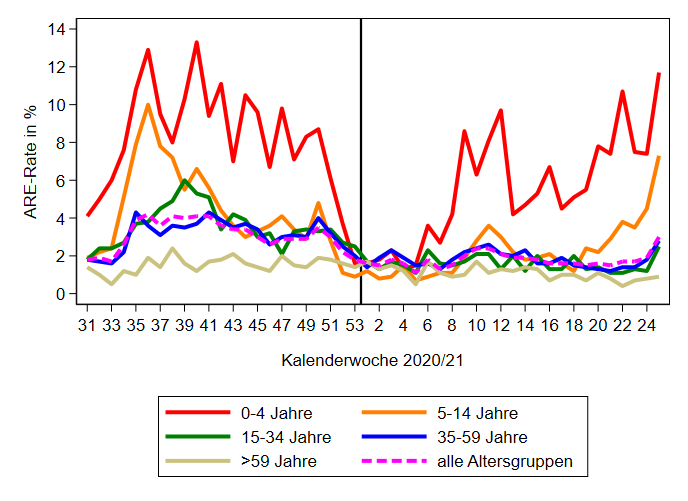 14
12
10
8
6
4
2
0
ARE-Rate in %
31 33 35 37 39 41 43 45 47 49 51 53 2 4 6 8 10 12 14 16 18 20 22 24
Kalenderwoche 2020/21
0-4 Jahre 5-14 Jahre
15-34 Jahre 35-59 Jahre
>59 Jahre alle Altersgruppen